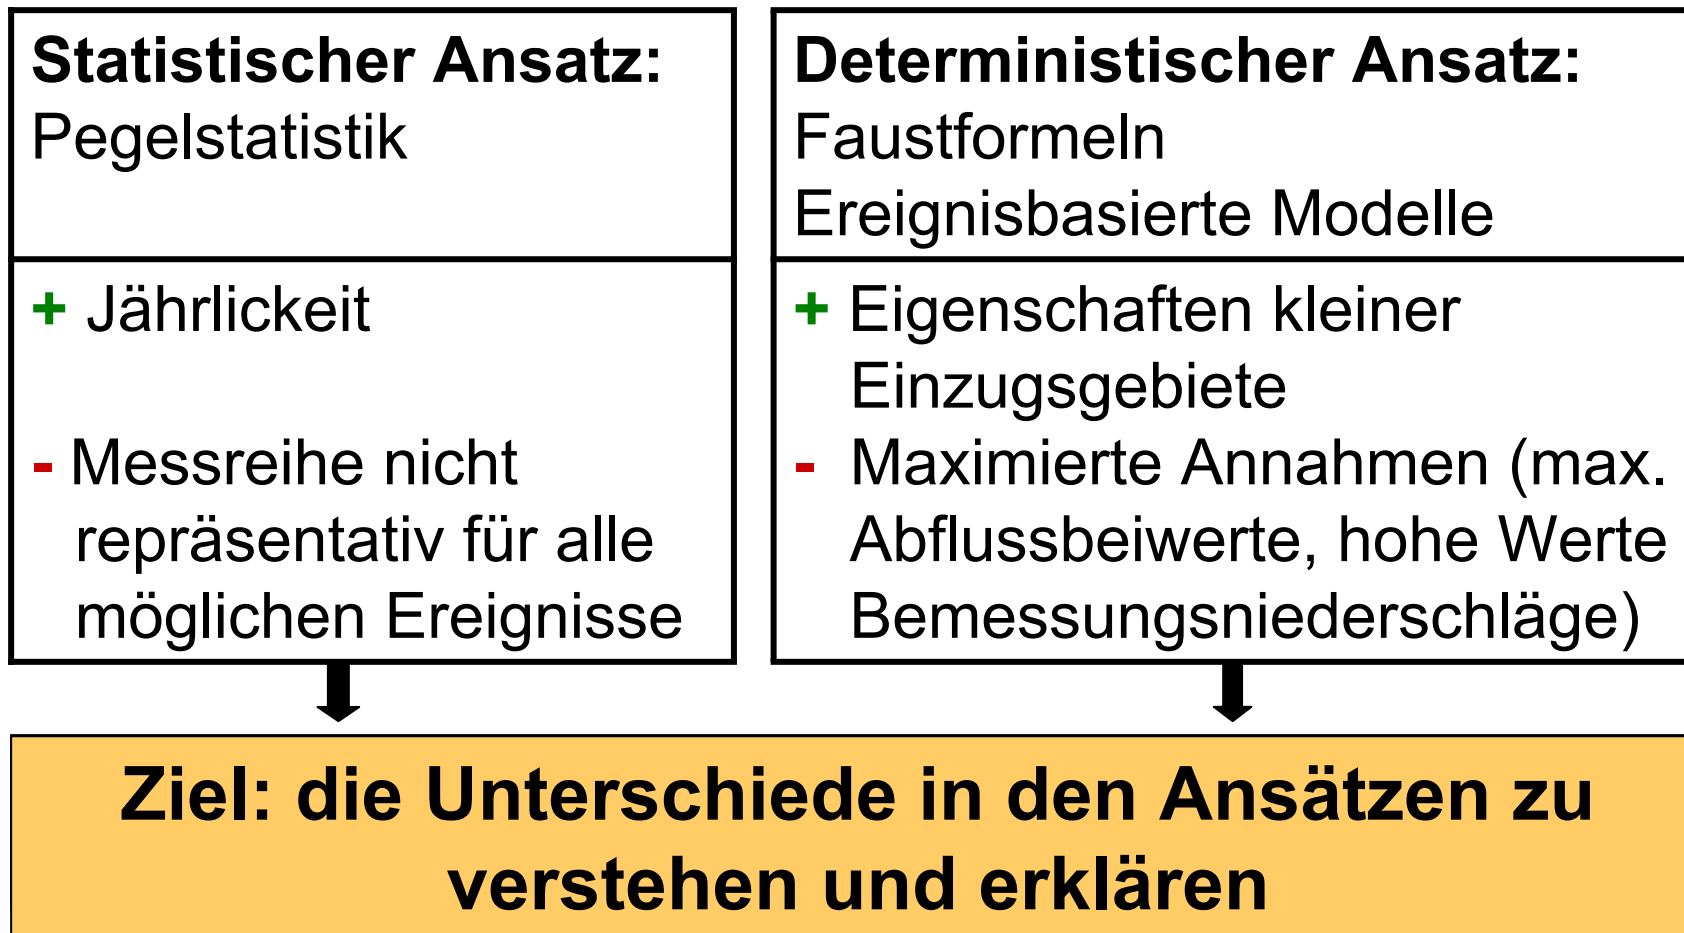 Statistischer Ansatz:
Pegelstatistik
+ Jährlickeit
- Messreihe nicht
repräsentativ für alle
möglichen Ereignisse
Deterministischer Ansatz:
Faustformeln
Ereignisbasierte Modelle
+ Eigenschaften kleiner
Einzugsgebiete
- Maximierte Annahmen (max.
Abflussbeiwerte, hohe Werte
Bemessungsniederschläge)
Ziel: die Unterschiede in den Ansätzen zu
verstehen und erklären